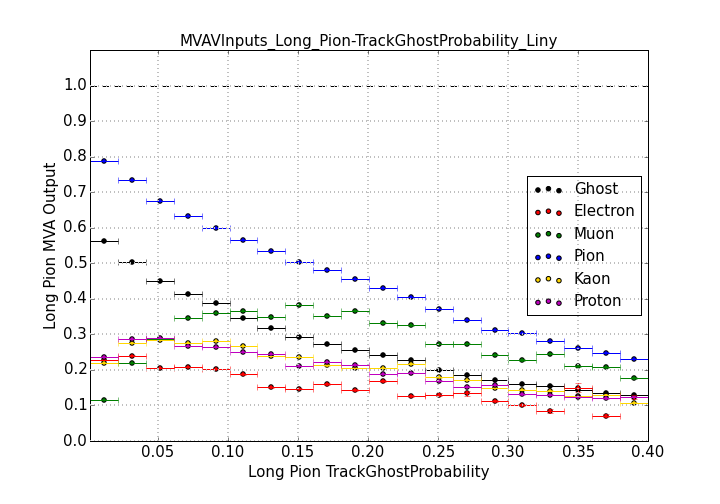 MVAVInputs_Long_Pion-TrackGhostProbability_Liny
1.0
0.9
0.8
0.7
0.6
0.5
0.4
0.3
0.2
0.1
0.0
Long Pion MVA Output
Ghost
Electron
Muon
Pion
Kaon
Proton
0.05 0.10 0.15 0.20 0.25 0.30 0.35 0.40
Long Pion TrackGhostProbability